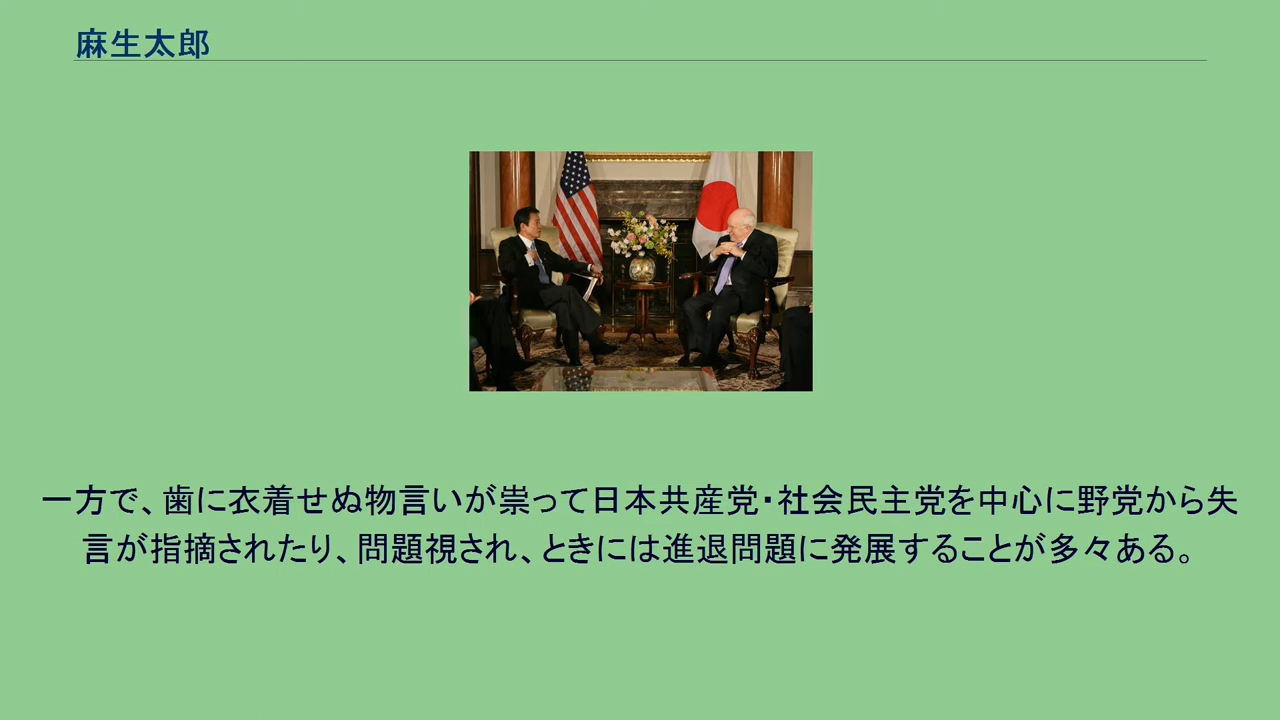 麻生太郎
一方で、歯に衣着せぬ物言いが祟って日本共産党・社会民主党を中心に野党から失
言が指摘されたり、問題視され、ときには進退問題に発展することが多々ある。